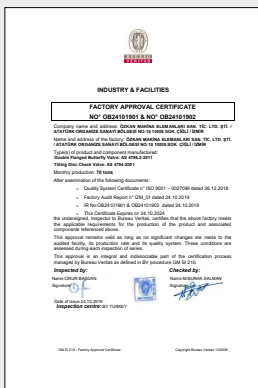 INDUSTRY & FACILITIES
FACTORY APPROVAL CERTIFICATE
NO° OB24101901 & NO° OB24101902
Company name and address: ÖZKAN MAKİNA ELEMANLARI SAN. TİC. LTD. ŞTİ. /
ATATÜRK ORGANİZE SANAYİ BÖLGESİ NO:19 10008 SOK. ÇİĞLİ / İZMİR
Name and address of the factory: ÖZKAN MAKİNA ELEMANLARI SAN. TİC. LTD. ŞTİ.
/ ATATÜRK ORGANİZE SANAYİ BÖLGESİ NO:19 10008 SOK. ÇİĞLİ / İZMİR
Type(s) of product and component manufactured:
Double Flanged Butterfly Valve: AS 4795.2:2011
Tilting Disc Check Valve: AS 4794:2001
Monthly production: 70 tons
After examination of the following documents:
– Quality System Certificate n° ISO 9001 – 0027099 dated 26.12.2018
– Factory Audit Report n° IZM_01 dated 24.10.2019
– IR No:OB24101901 & OB24101902 dated 24.10.2019
– This Certificate Expires on 24.10.2024
the undersigned, Inspector to Bureau Veritas, certifies that the above factory meets
the applicable requirements for the production of the product and associated
components referenced above.
This approval remains valid as long as no significant changes are made to the
audited facility, its production rate and its quality system. These conditions are
assessed during each inspection of series.
This approval is an integral and indissociable part of the certification process
managed by Bureau Veritas as defined in BV procedure GM SI 210.
Inspected by: Checked by:
Name:ONUR BASDAN Name:M.BURAK SALMAN
Signature: Signature:
Date of issue:24.10.2019
Inspection centre: BV TURKEY
GM SI 210 - Factory Approval Certificate Copyright Bureau Veritas 12/2006